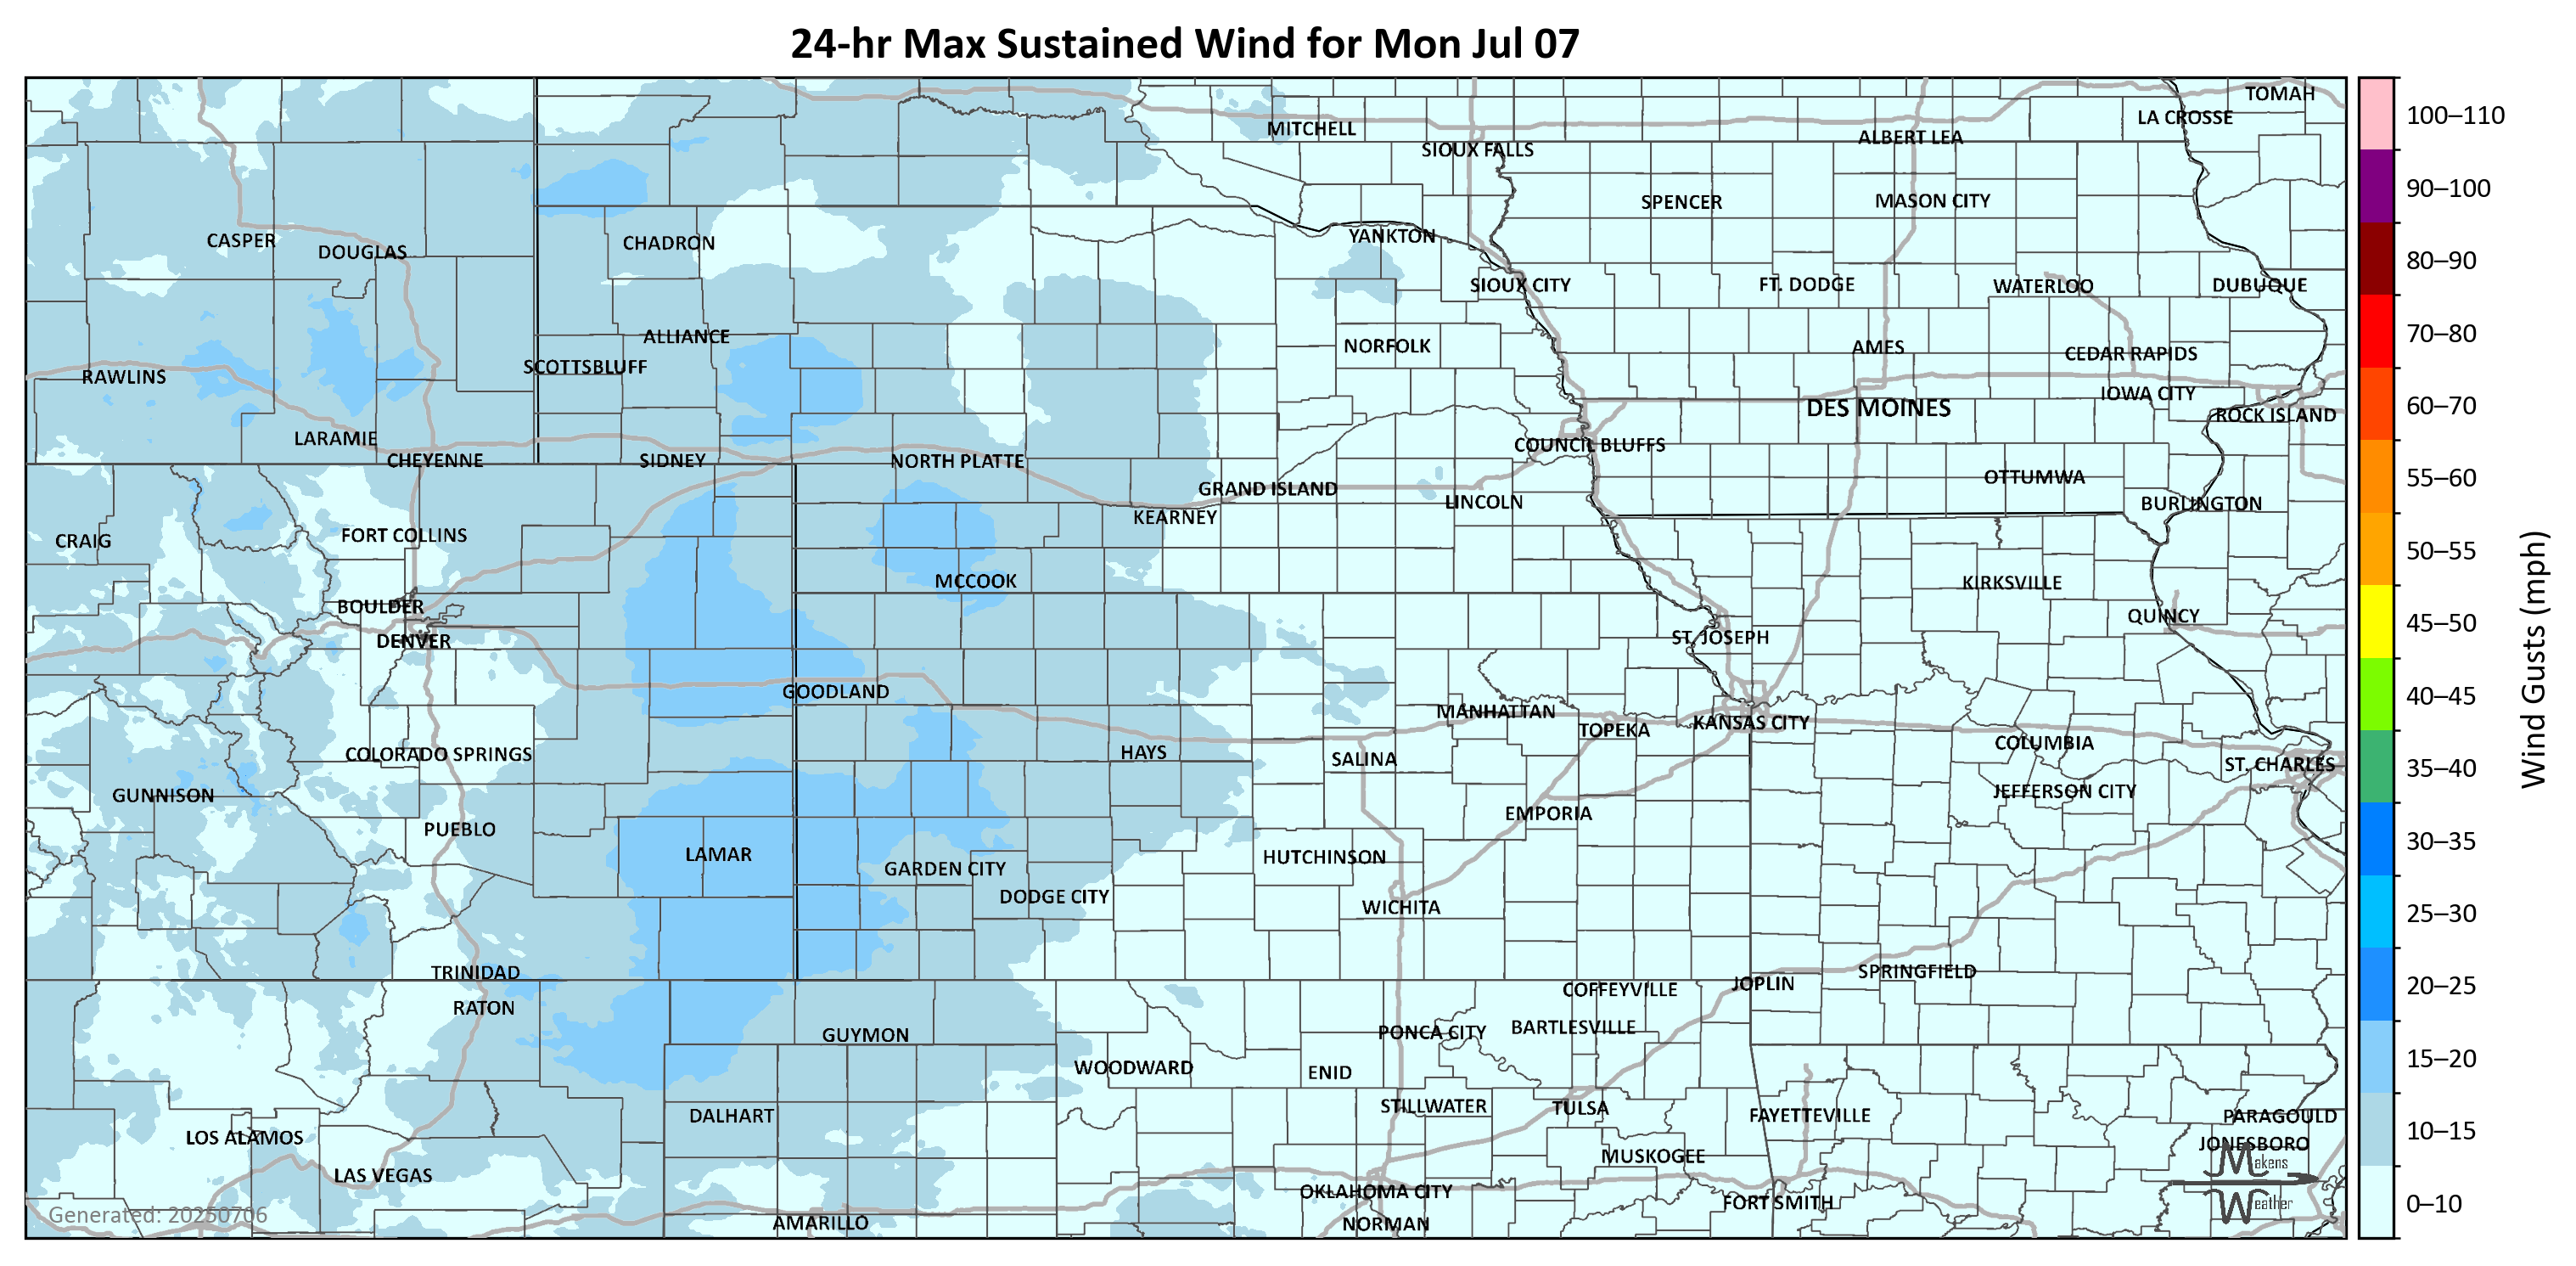 24-hr Max Sustained Wind for Mon Jul 07
TOMAH
LA CROSSE
MITCHELL
ALBERT LEA
SIOUX FALLS
SPENCER
MASON CITY
CASPER
DOUGLAS
CHADRON
YANKTON
SIOUX CITY
FT. DODGE
WATERLOO
DUBUQUE
ALLIANCE
NORFOLK
AMES
CEDAR RAPIDS
SCOTTSBLUFF
RAWLINS
IOWA CITY
DES MOINES
ROCK ISLAND
LARAMIE
COUNCIL BLUFFS
CHEYENNE
SIDNEY
NORTH PLATTE
OTTUMWA
GRAND ISLAND
LINCOLN
BURLINGTON
KEARNEY
FORT COLLINS
CRAIG
MCCOOK
KIRKSVILLE
BOULDER
QUINCY
DENVER
ST. JOSEPH
GOODLAND
MANHATTAN
TOPEKA
KANSAS CITY
COLUMBIA
COLORADO SPRINGS
HAYS
SALINA
ST. CHARLES
GUNNISON
JEFFERSON CITY
EMPORIA
PUEBLO
LAMAR
HUTCHINSON
GARDEN CITY
DODGE CITY
WICHITA
TRINIDAD
SPRINGFIELD
JOPLIN
COFFEYVILLE
RATON
BARTLESVILLE
GUYMON
PONCA CITY
WOODWARD
ENID
STILLWATER
TULSA
DALHART
FAYETTEVILLE
PARAGOULD
LOS ALAMOS
JONESBORO
MUSKOGEE
LAS VEGAS
OKLAHOMA CITY
FORT SMITH
AMARILLO
NORMAN
Generated: 20250706
Makens
Weather
100–110
90–100
80–90
70–80
60–70
55–60
50–55
45–50
40–45
35–40
30–35
25–30
20–25
15–20
10–15
0–10
Wind Gusts (mph)